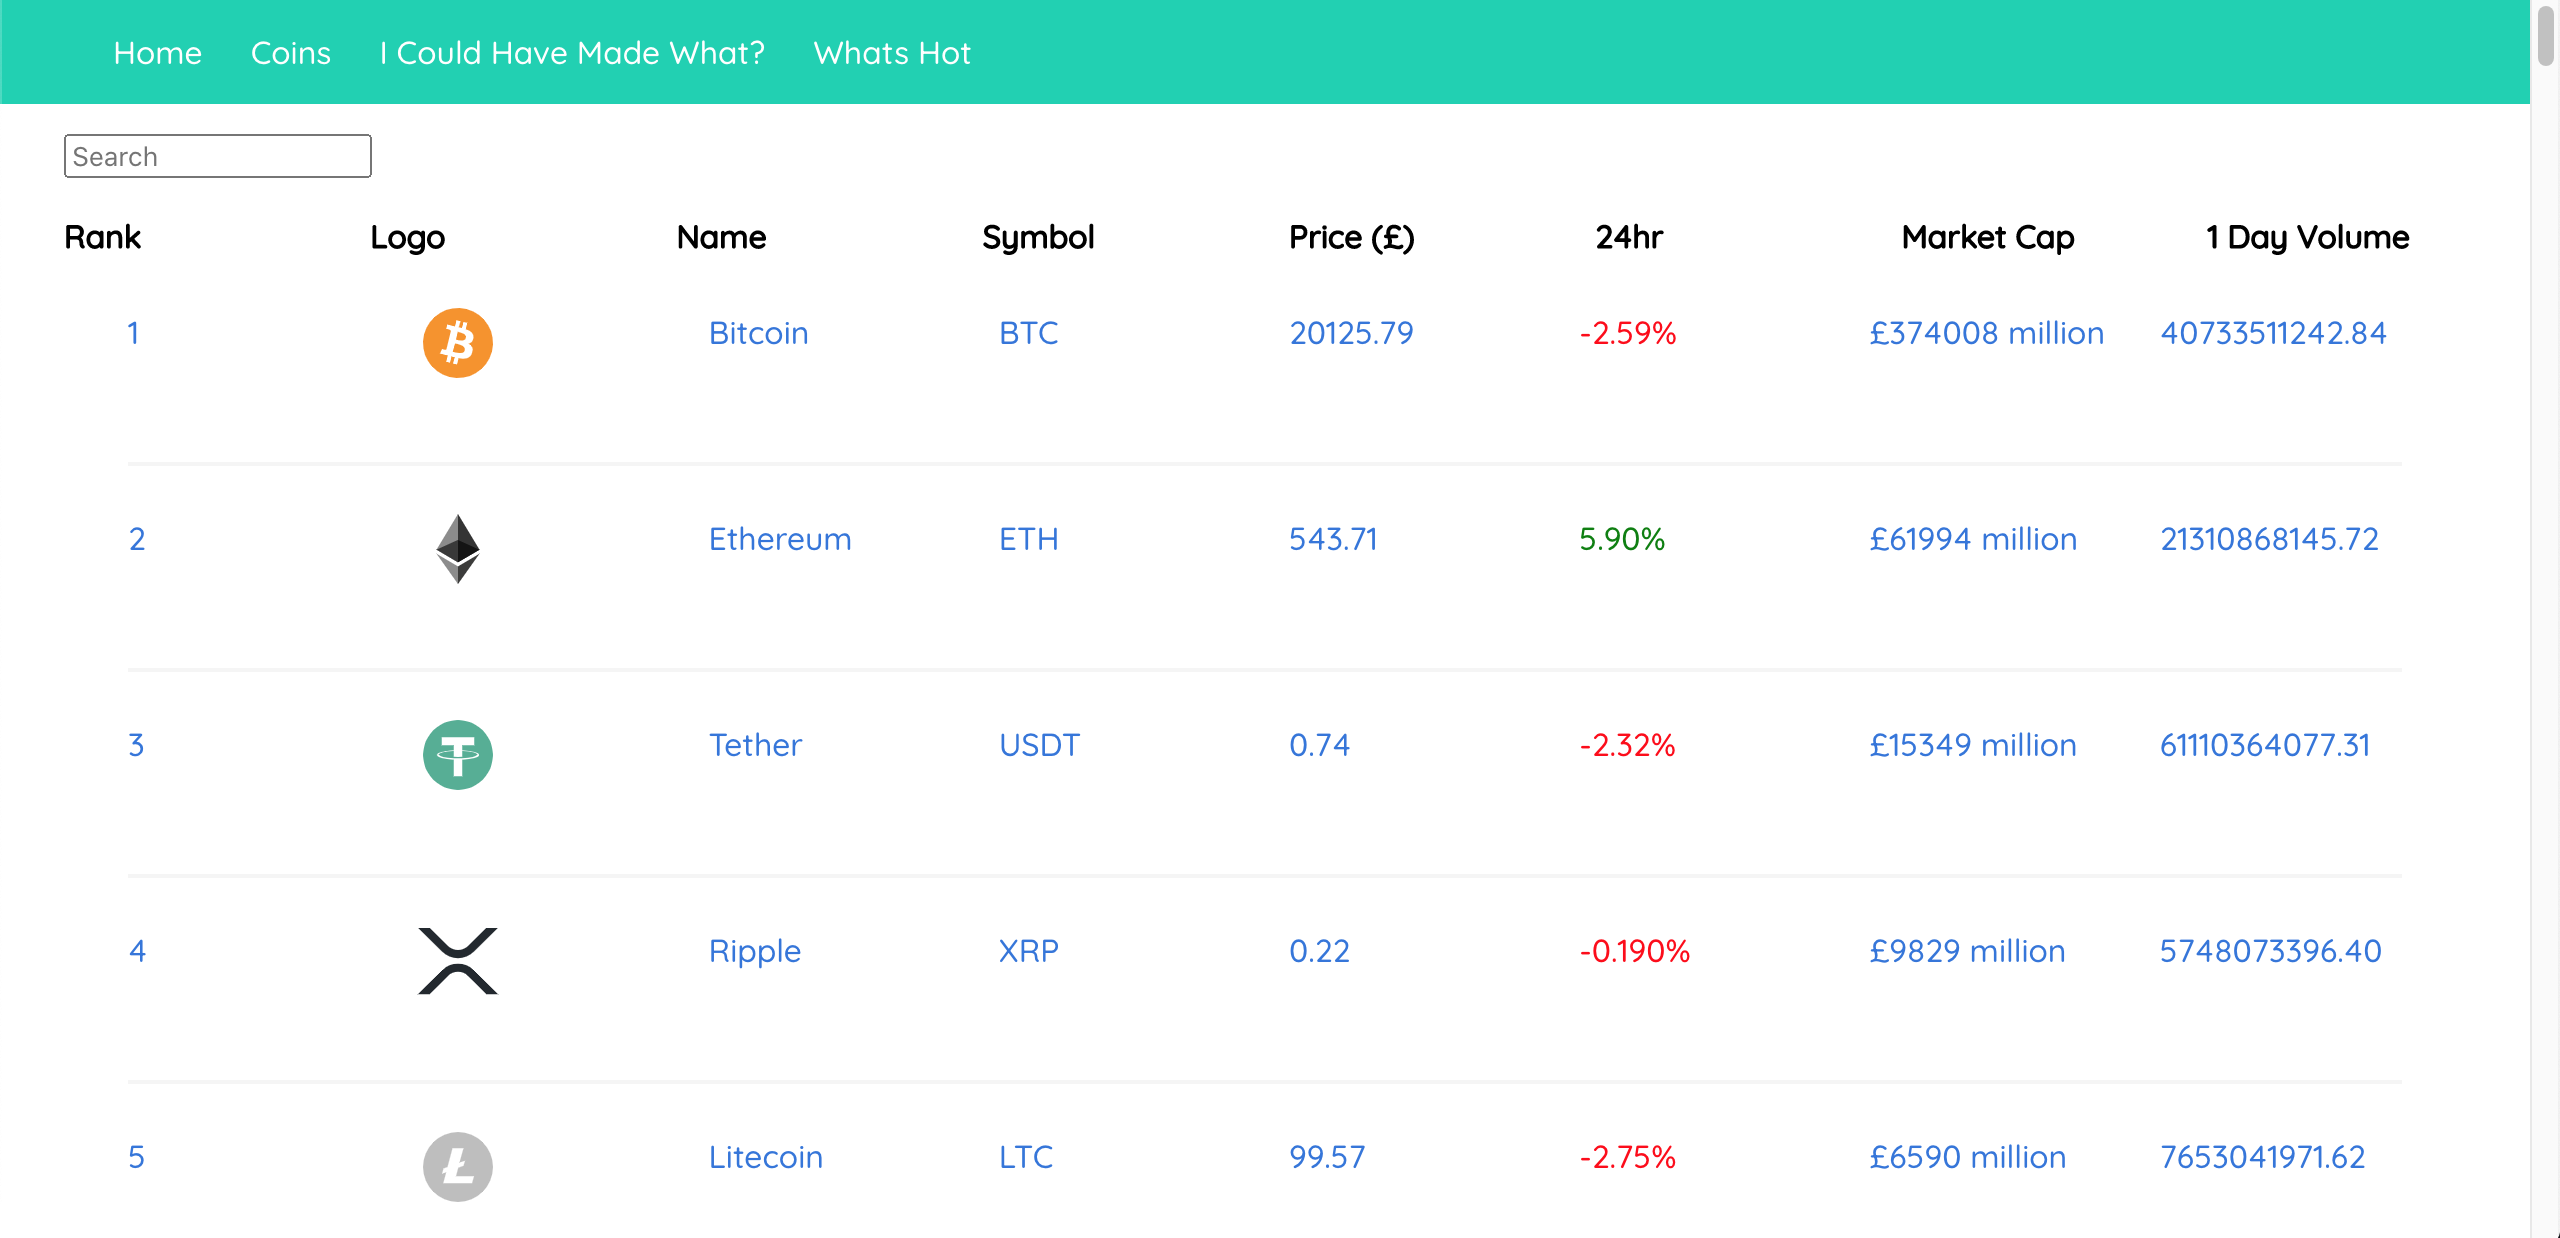 Home Coins I Could Have Made What? Whats Hot
Search
Rank Logo Name Symbol Price (£) 24hr Market Cap 1 Day Volume
1 Bitcoin BTC 20125.79 -2.59% £374008 million 40733511242.84
2 Ethereum ETH 543.71 5.90% £61994 million 21310868145.72
3 Tether USDT 0.74 -2.32% £15349 million 61110364077.31
4 Ripple XRP 0.22 -0.190% £9829 million 5748073396.40
5 Litecoin LTC 99.57 -2.75% £6590 million 7653041971.62